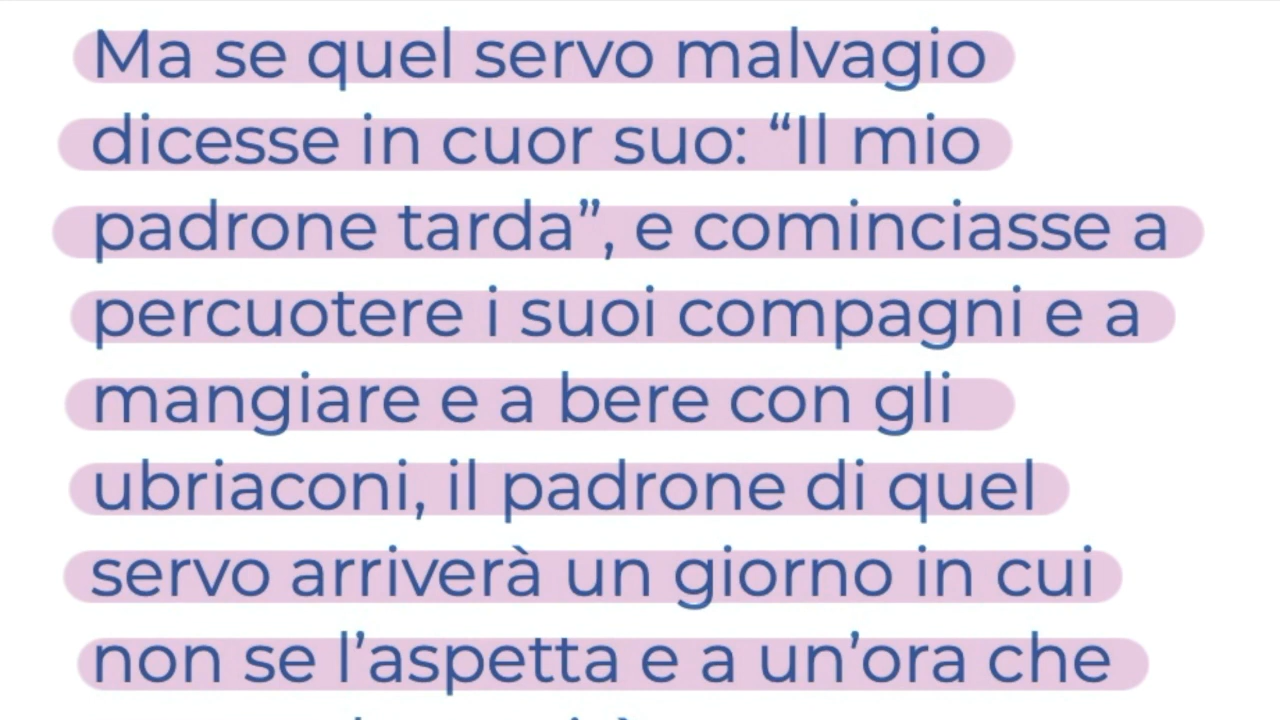 Ma se quel servo malvagio
dicesse in cuor suo: “Il mio
padrone tarda”, e cominciasse a
percuotere i suoi compagni e a
mangiare e a bere con gli
ubriaconi, il padrone di quel
servo arriverà un giorno in cui
non se l’aspetta e a un’ora che